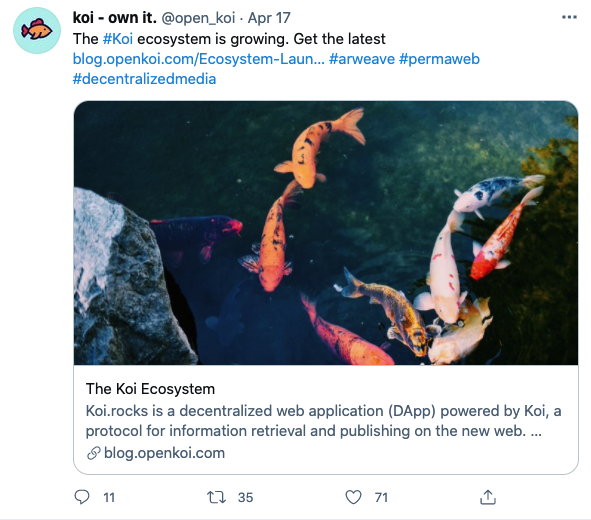 koi - own it. @open_koi · Apr 17
The #Koi ecosystem is growing. Get the latest
blog.openkoi.com/Ecosystem-Laun... #arweave #permaweb
#decentralizedmedia
The Koi Ecosystem
Koi.rocks is a decentralized web application (DApp) powered by Koi, a
protocol for information retrieval and publishing on the new web. ...
blog.openkoi.com
11 35 71